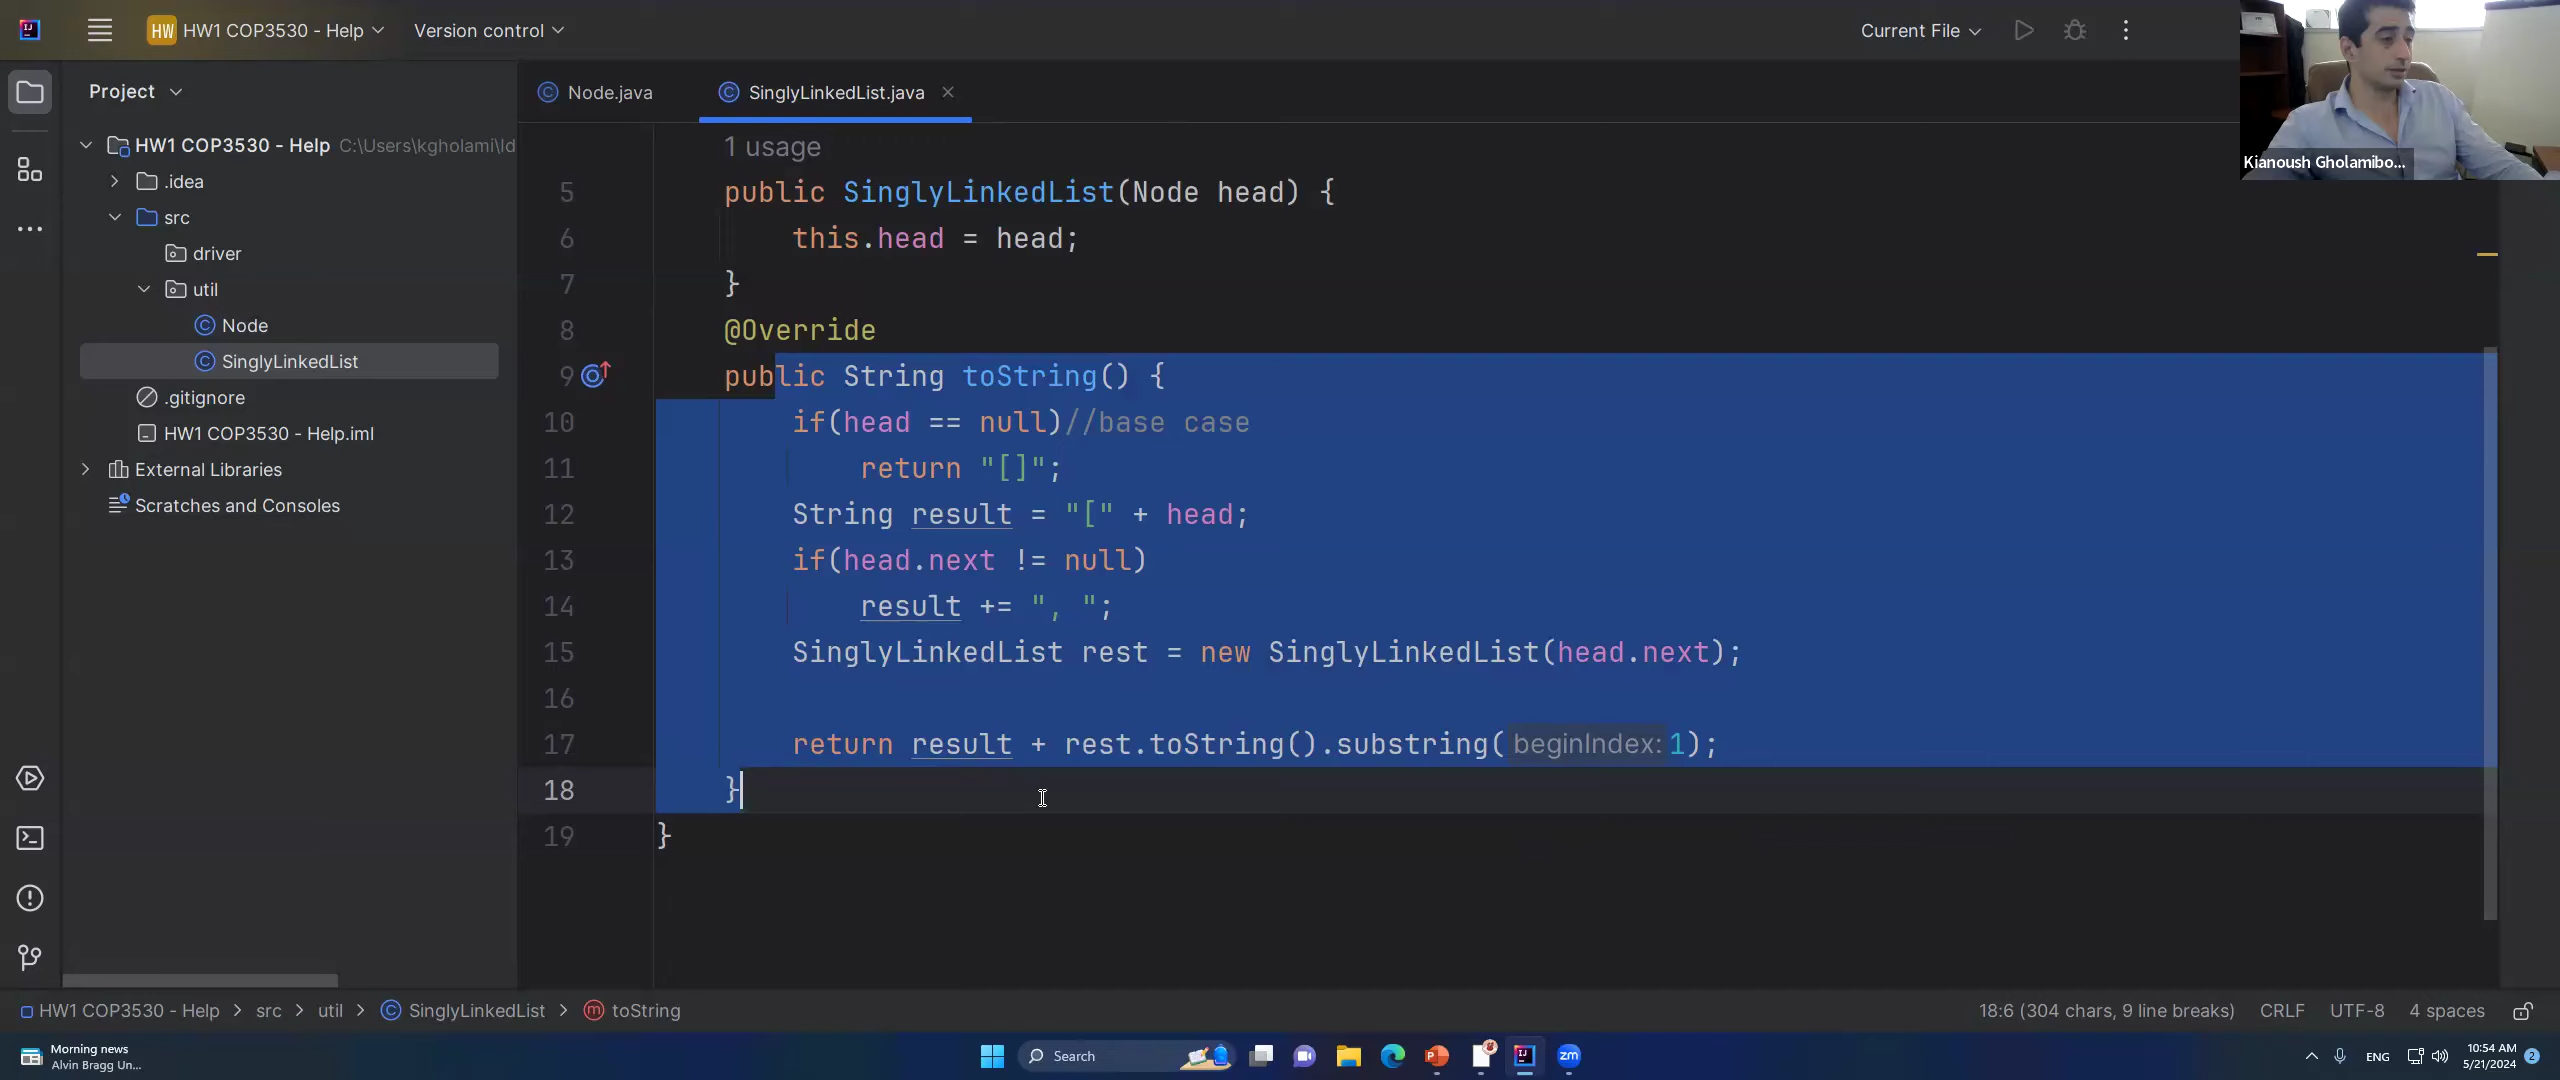 HW HW1 COP3530 - Help Version control Current File
Project
Node.java SinglyLinkedList.java
Kianoush Gholamibo...
HW1 COP3530 - Help C:\Users\kgholami\Id
.idea
src
driver
util
Node
SinglyLinkedList
.gitignore
HW1 COP3530 - Help.iml
External Libraries
Scratches and Consoles
1 usage
5 public SinglyLinkedList(Node head) {
6 this.head = head;
7 }
8 @Override
9 public String toString() {
10 if(head == null)//base case
11 return "[]";
12 String result = "[" + head;
13 if(head.next != null)
14 result += ", ";
15 SinglyLinkedList rest = new SinglyLinkedList(head.next);
16
17 return result + rest.toString().substring( beginIndex: 1);
18 }
19 }
HW1 COP3530 - Help > src > util > SinglyLinkedList > toString 18:6 (304 chars, 9 line breaks) CRLF UTF-8 4 spaces
Morning news
Alvin Bragg Un...
Search
zm
ENG
10:54 AM
5/21/2024
2